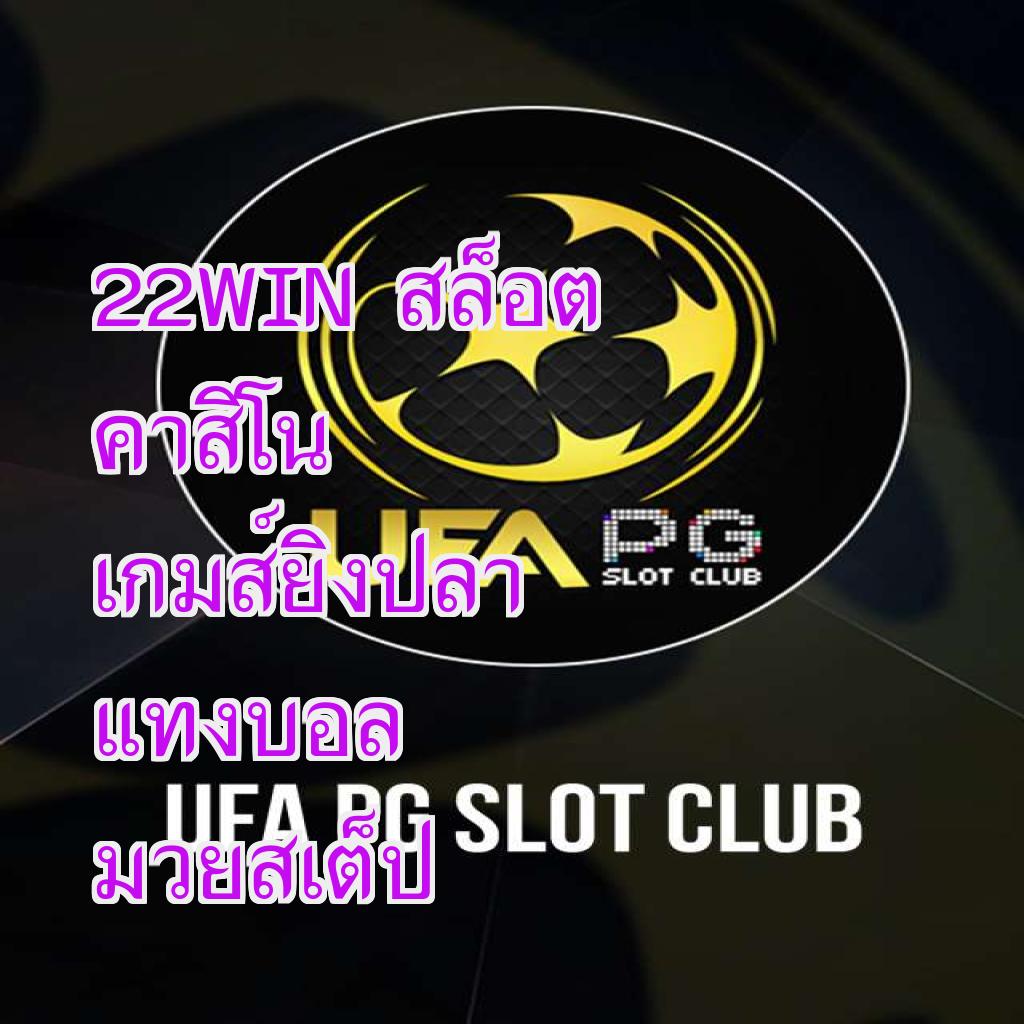 22WIN สล็อต
คาสิโน
UFA PG
SLOT CLUB
เกมส์ยิงปลา
แทงบอล
UFA PG SLOT CLUB
มวยสเต็ป